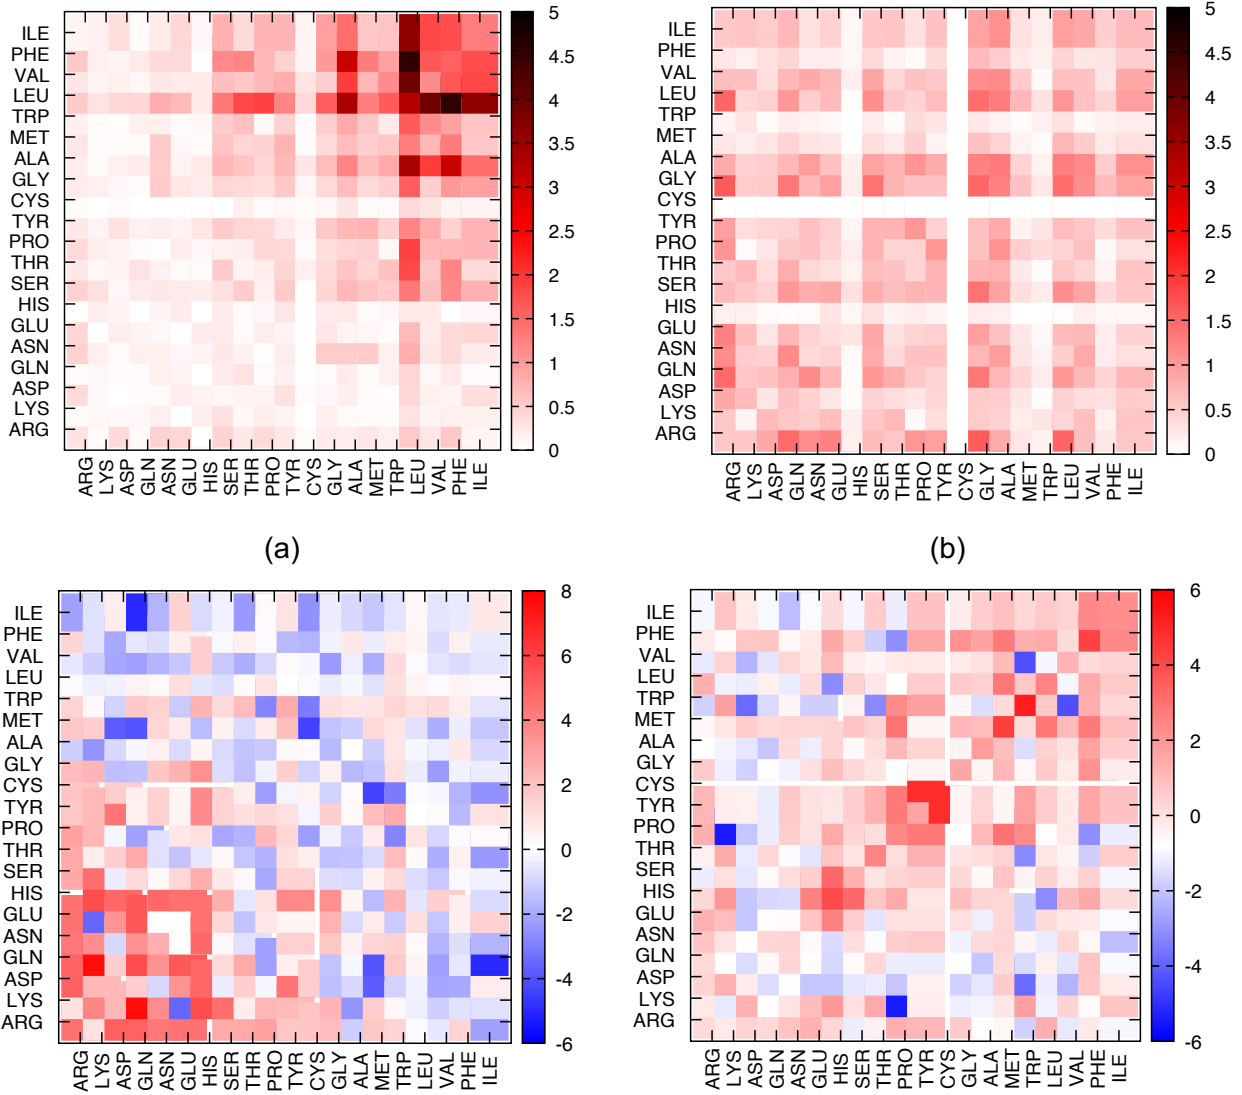 ILE
PHE
VAL
LEU
TRP
MET
ALA
GLY
CYS
TYR
PRO
THR
SER
HIS
GLU
ASN
GLN
ASP
LYS
ARG
ARG LYS ASP GLN ASN GLU HIS SER THR PRO TYR CYS GLY ALA MET TRP LEU VAL PHE ILE
5
4.5
4
3.5
3
2.5
2
1.5
1
0.5
0
(a)
ILE
PHE
VAL
LEU
TRP
MET
ALA
GLY
CYS
TYR
PRO
THR
SER
HIS
GLU
ASN
GLN
ASP
LYS
ARG
ARG LYS ASP GLN ASN GLU HIS SER THR PRO TYR CYS GLY ALA MET TRP LEU VAL PHE ILE
5
4.5
4
3.5
3
2.5
2
1.5
1
0.5
0
(b)
ILE
PHE
VAL
LEU
TRP
MET
ALA
GLY
CYS
TYR
PRO
THR
SER
HIS
GLU
ASN
GLN
ASP
LYS
ARG
ARG LYS ASP GLN ASN GLU HIS SER THR PRO TYR CYS GLY ALA MET TRP LEU VAL PHE ILE
8
6
4
2
0
-2
-4
-6
ILE
PHE
VAL
LEU
TRP
MET
ALA
GLY
CYS
TYR
PRO
THR
SER
HIS
GLU
ASN
GLN
ASP
LYS
ARG
ARG LYS ASP GLN ASN GLU HIS SER THR PRO TYR CYS GLY ALA MET TRP LEU VAL PHE ILE
6
4
2
0
-2
-4
-6